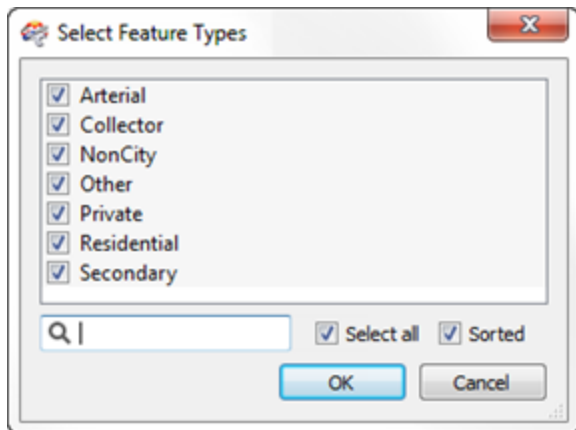 Select Feature Types
Arterial
Collector
NonCity
Other
Private
Residential
Secondary
Select all Sorted
OK Cancel